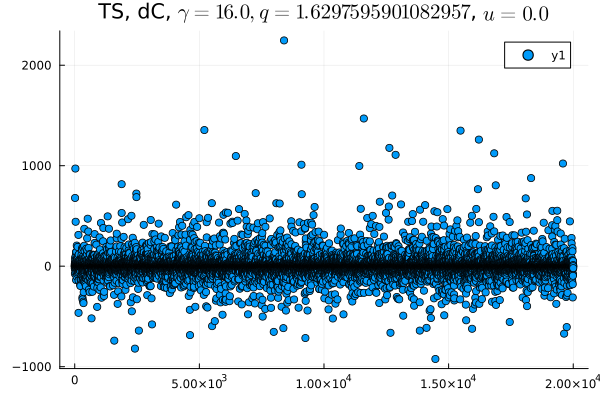 TS, dC, γ = 16.0, q = 1.6297595901082957, u = 0.0
y1
2000
1000
0
−1000
0 5.00×10³ 1.00×10⁴ 1.50×10⁴ 2.00×10⁴